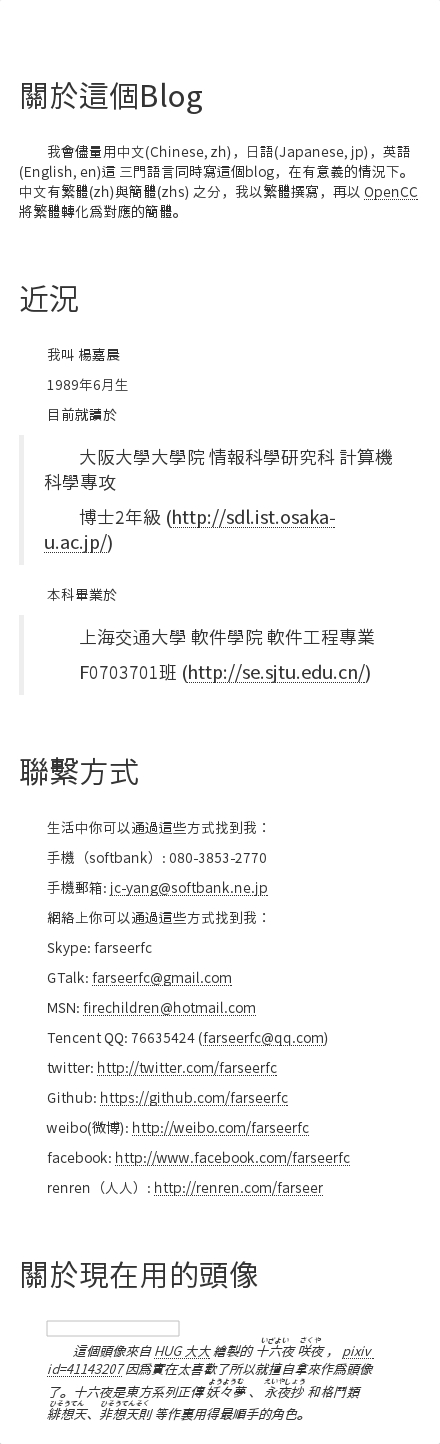 關於這個Blog
我會儘量用中文(Chinese, zh)，日語(Japanese, jp)，英語
(English, en)這 三門語言同時寫這個blog，在有意義的情況下。
中文有繁體(zh)與簡體(zhs) 之分，我以繁體撰寫，再以 OpenCC
將繁體轉化爲對應的簡體。
近況
我叫 楊嘉晨
1989年6月生
目前就讀於
大阪大學大學院 情報科學研究科 計算機
科學專攻
博士2年級 (http://sdl.ist.osaka-
u.ac.jp/)
本科畢業於
上海交通大學 軟件學院 軟件工程專業
F0703701班 (http://se.sjtu.edu.cn/)
聯繫方式
生活中你可以通過這些方式找到我：
手機（softbank）: 080-3853-2770
手機郵箱: jc-yang@softbank.ne.jp
網絡上你可以通過這些方式找到我：
Skype: farseerfc
GTalk: farseerfc@gmail.com
MSN: firechildren@hotmail.com
Tencent QQ: 76635424 (farseerfc@qq.com)
twitter: http://twitter.com/farseerfc
Github: https://github.com/farseerfc
weibo(微博): http://weibo.com/farseerfc
facebook: http://www.facebook.com/farseerfc
renren（人人）: http://renren.com/farseer
關於現在用的頭像
いざよい さくや
這個頭像來自 HUG 大大 繪製的 十六夜 咲夜 ， pixiv
id=41143207 因爲實在太喜歡了所以就擅自拿來作爲頭像
ようようむ えいやしょう
了。十六夜是東方系列正傳 妖々夢 、 永夜抄 和格鬥類
ひそうてん ひそうてんそく
緋想天、非想天則 等作裏用得最順手的角色。